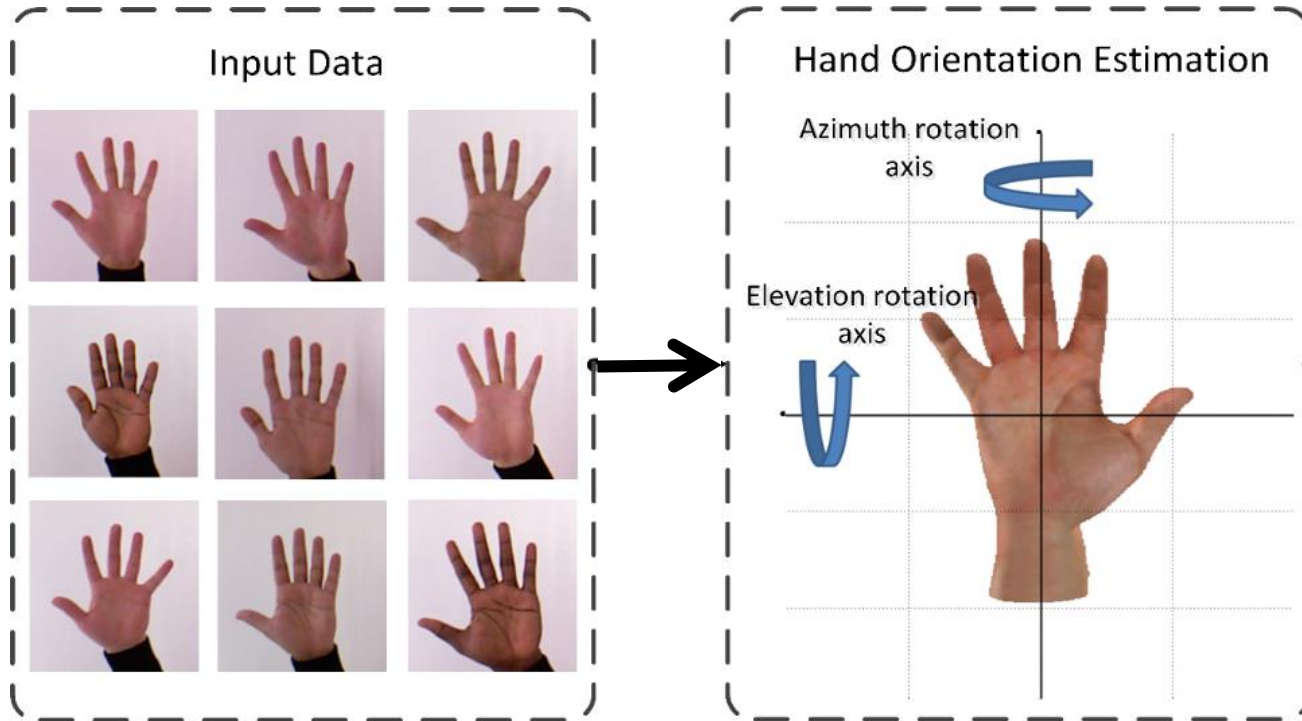 Input Data
Hand Orientation Estimation
Azimuth rotation
axis
Elevation rotation
axis